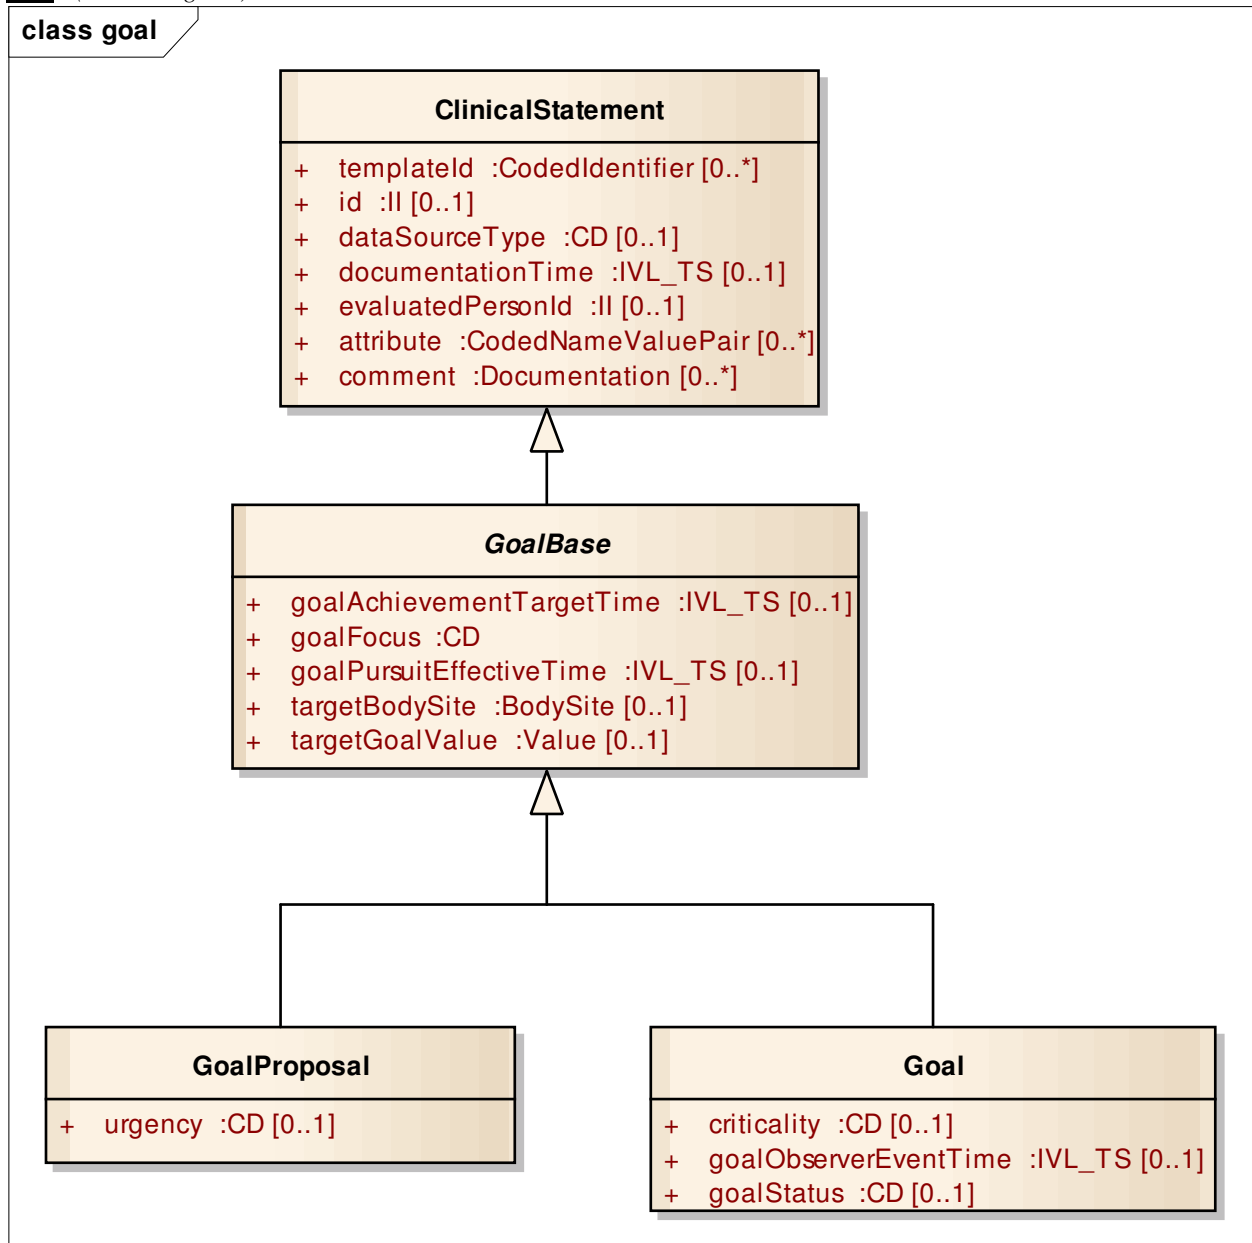 class goal
ClinicalStatement
+ templateId :CodedIdentifier [0..*]
+ id :II [0..1]
+ dataSourceType :CD [0..1]
+ documentationTime :IVL_TS [0..1]
+ evaluatedPersonId :II [0..1]
+ attribute :CodedNameValuePair [0..*]
+ comment :Documentation [0..*]
GoalBase
+ goalAchievementTargetTime :IVL_TS [0..1]
+ goalFocus :CD
+ goalPursuitEffectiveTime :IVL_TS [0..1]
+ targetBodySite :BodySite [0..1]
+ targetGoalValue :Value [0..1]
GoalProposal
+ urgency :CD [0..1]
Goal
+ criticality :CD [0..1]
+ goalObserverEventTime :IVL_TS [0..1]
+ goalStatus :CD [0..1]